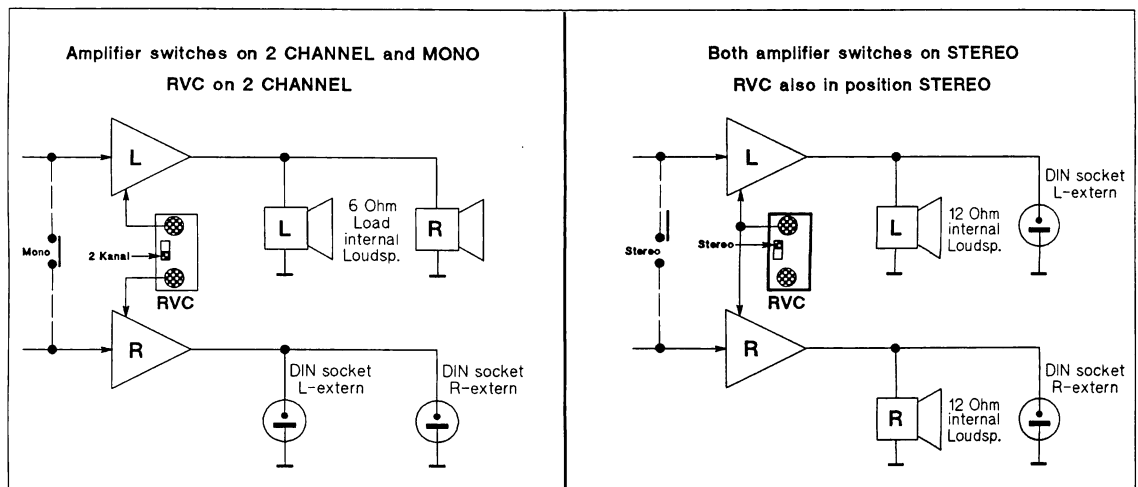 Amplifier switches on 2 CHANNEL and MONO
RVC on 2 CHANNEL
L
Mono
2 Kanal
RVC
L
6 Ohm
Load
internal
Loudsp.
R
R
DIN socket
L-extern
DIN socket
R-extern
Both amplifier switches on STEREO
RVC also in position STEREO
L
Stereo
Stereo
RVC
L
12 Ohm
internal
Loudsp.
DIN socket
L-extern
R
R
12 Ohm
internal
Loudsp.
DIN socket
R-extern